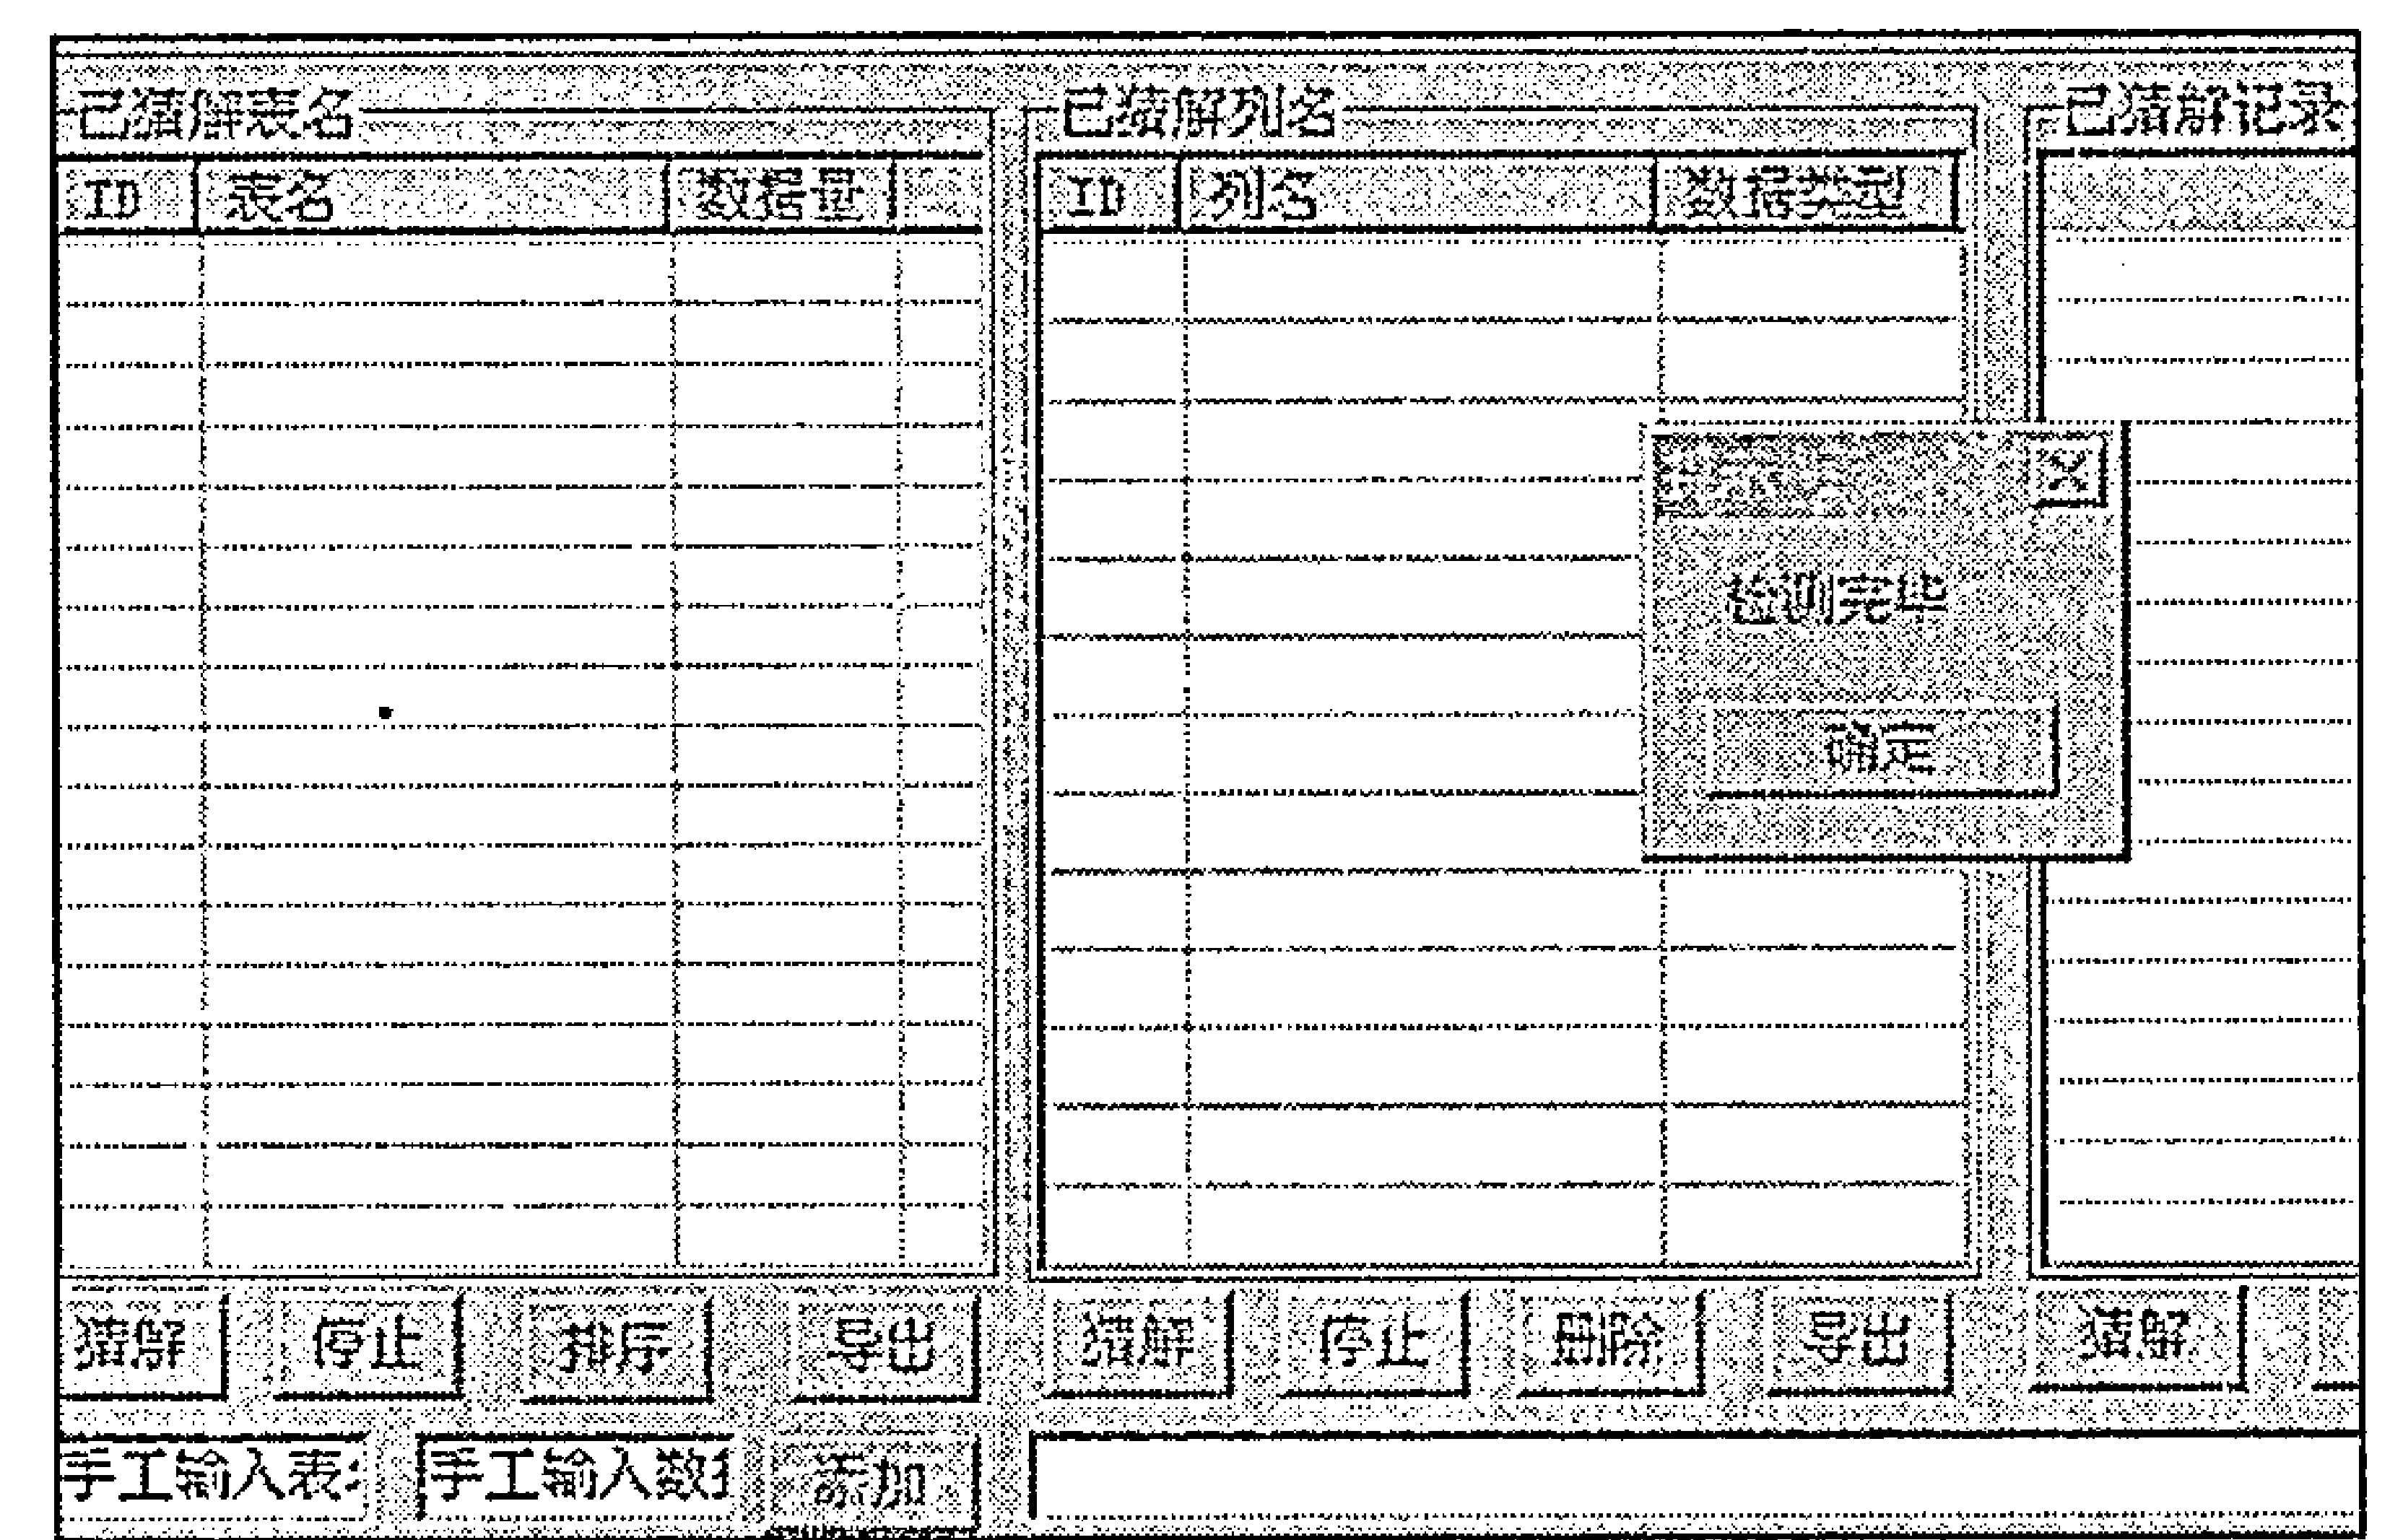 已猜解表名 已猜解列名 已猜解记录
ID 表名 数据量 ID 列名 数据类型
检测完毕
确定
猜解 停止 排序 导出 猜解 停止 删除 导出 猜解
手工输入表 手工输入数 添加